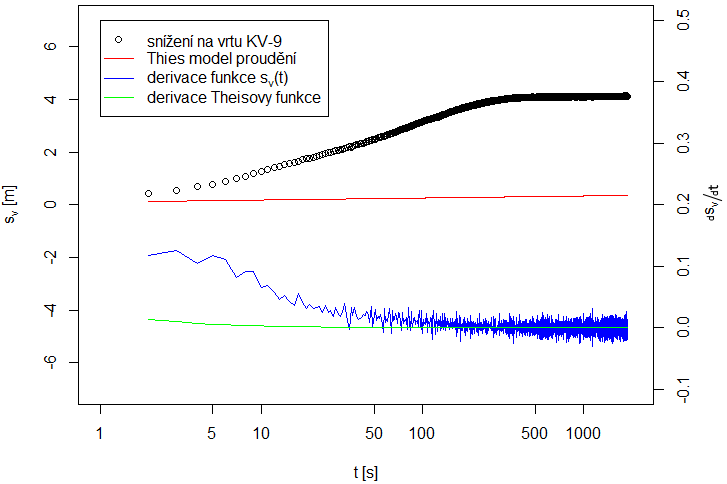 snížení na vrtu KV-9
Thies model proudění
derivace funkce sv(t)
derivace Theisovy funkce
sv [m]
6
4
2
0
-2
-4
-6
0.5
0.4
0.3
0.2
0.1
0.0
-0.1
dsv/dt
1 5 10 50 100 500 1000
t [s]